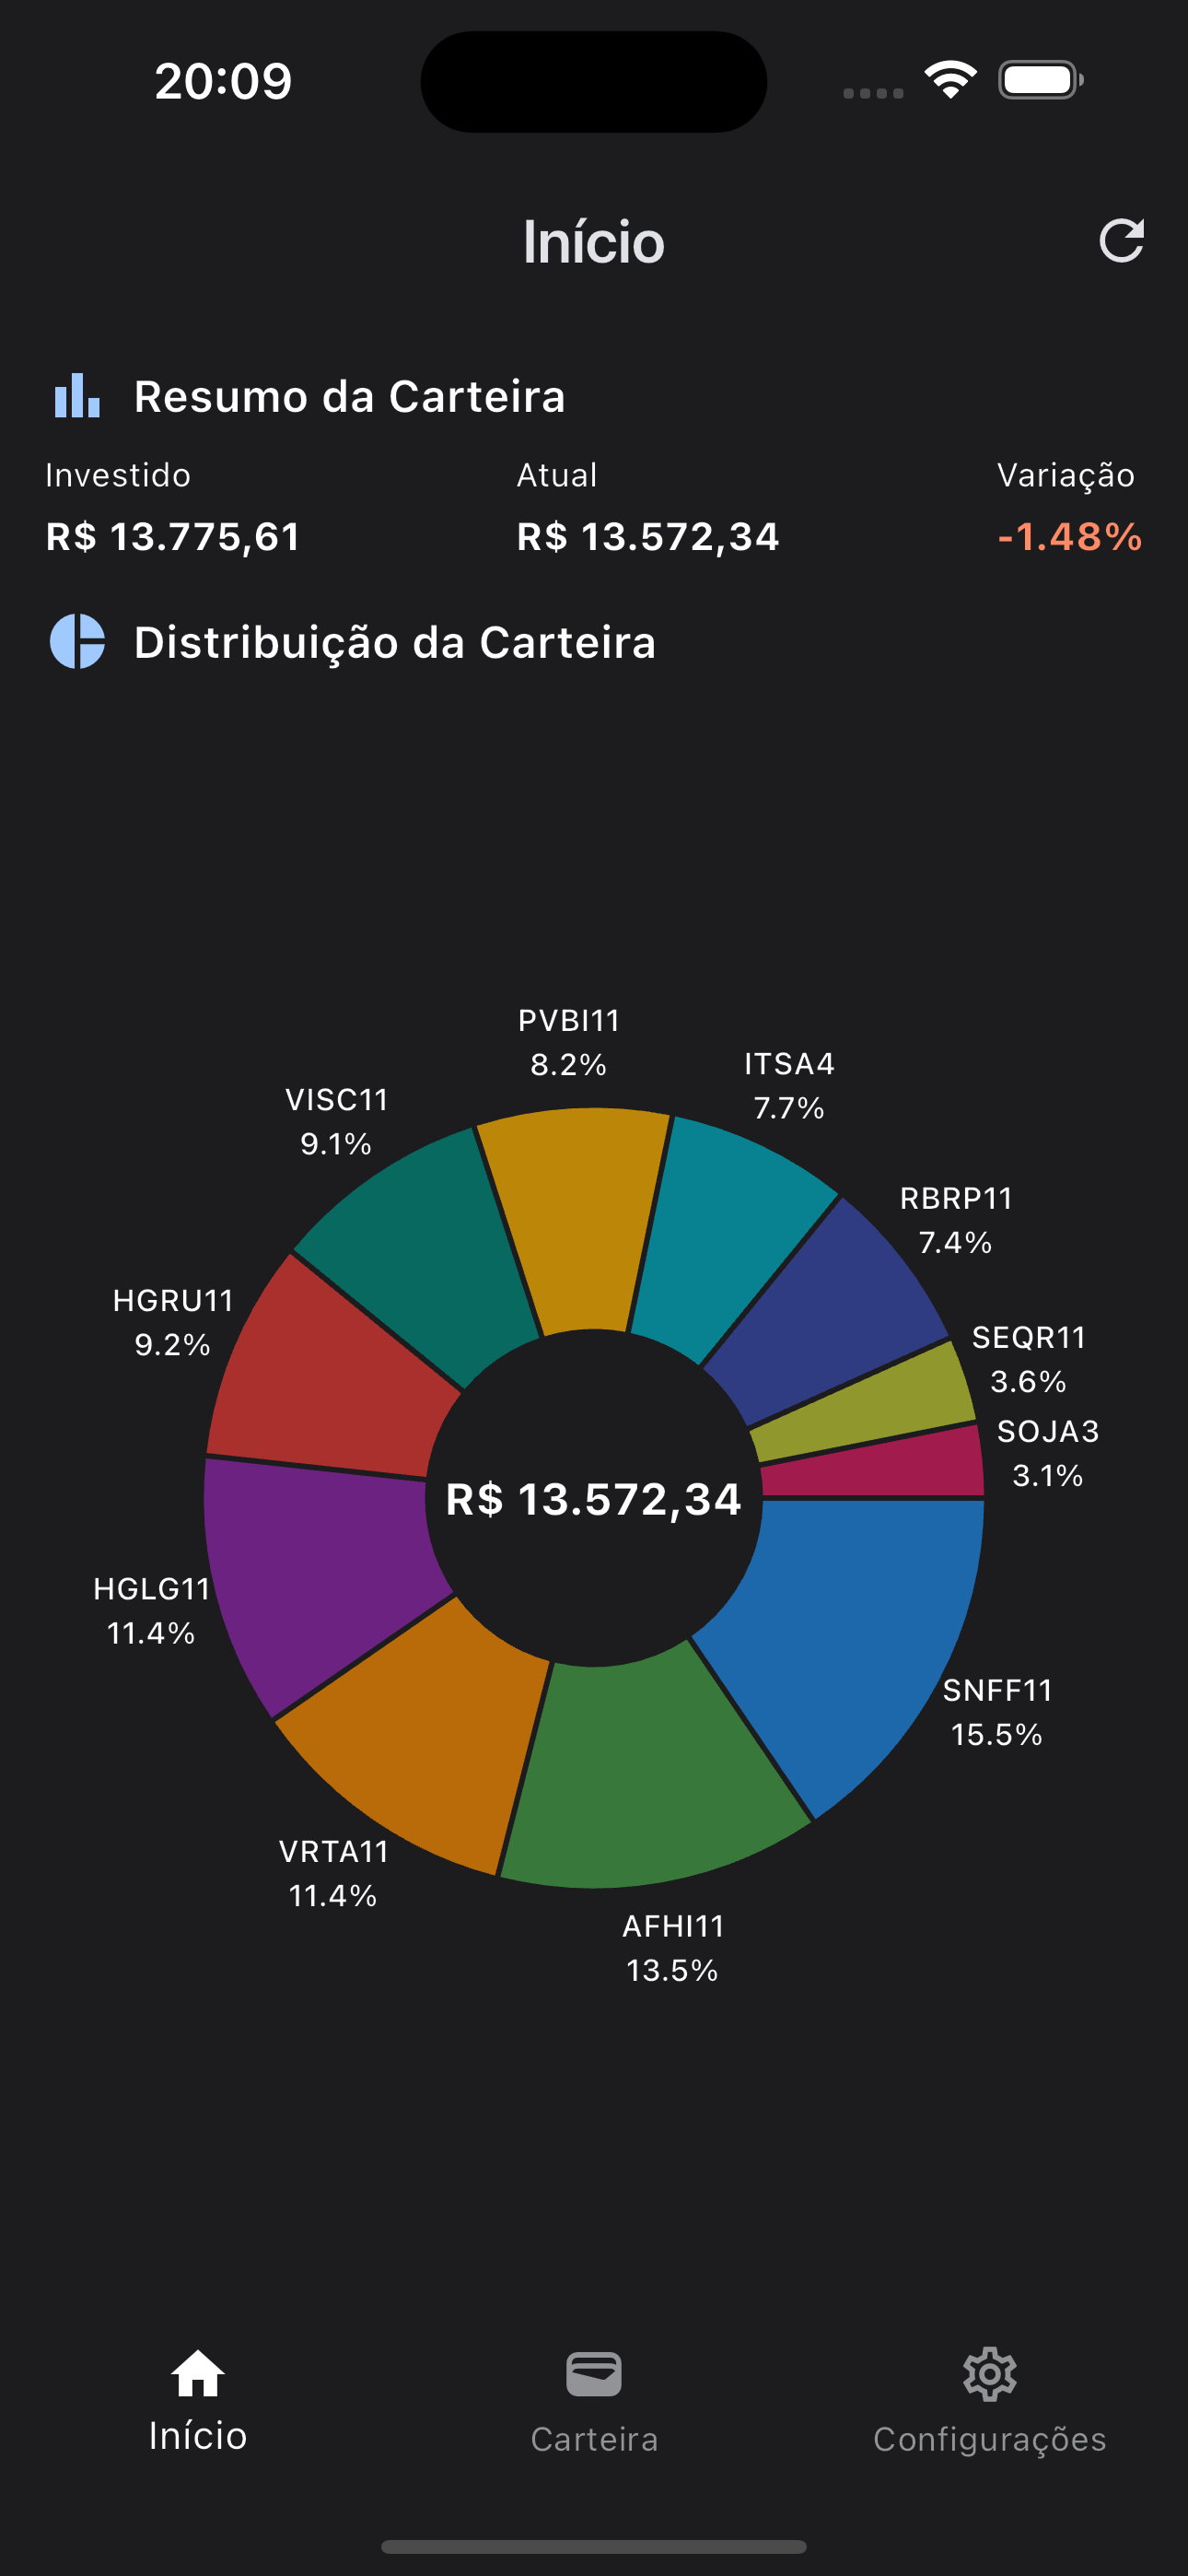 20:09
Início
Resumo da Carteira
Investido Atual Variação
R$ 13.775,61 R$ 13.572,34 -1.48%
Distribuição da Carteira
PVBI11
8.2%
ITSA4
7.7%
VISC11
9.1%
RBRP11
7.4%
HGRU11
9.2%
SEQR11
3.6%
SOJA3
3.1%
R$ 13.572,34
HGLG11
11.4%
SNFF11
15.5%
VRTA11
11.4%
AFHI11
13.5%
Início Carteira Configurações